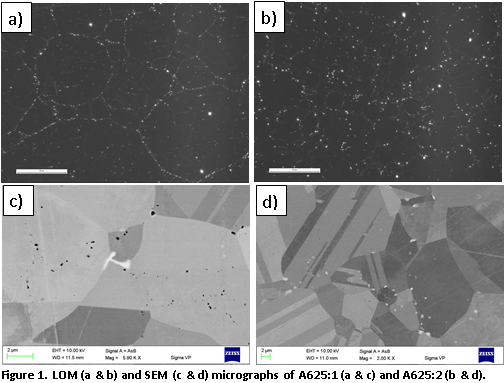 a)
b)
c)
d)
2 µm
EHT = 10.00 kV
Signal A = AsB
WD = 11.5 mm
Mag = 5.90 K X
Sigma VP
ZEISS
2 µm
EHT = 10.00 kV
Signal A = AsB
WD = 11.0 mm
Mag = 2.00 K X
Sigma VP
ZEISS
Figure 1. LOM (a & b) and SEM (c & d) micrographs of A625:1 (a & c) and A625:2 (b & d).